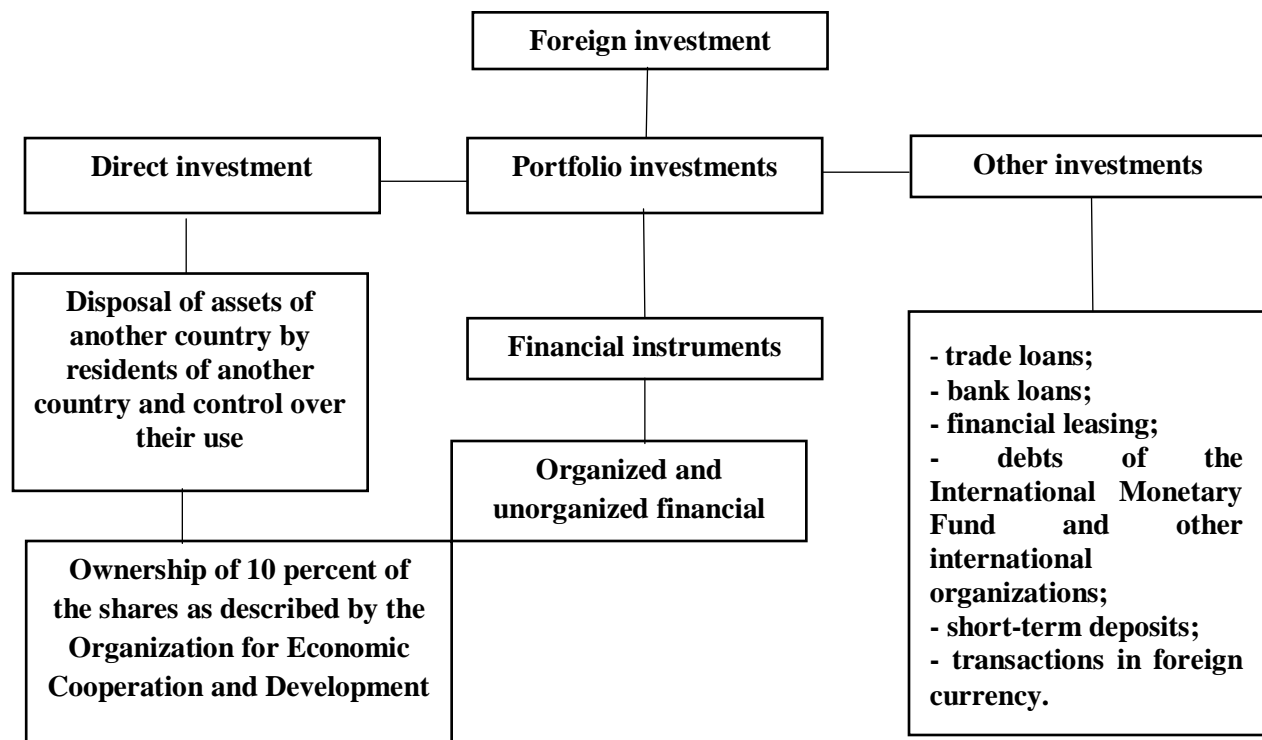 Foreign investment
Direct investment
Portfolio investments
Other investments
Disposal of assets of
another country by
residents of another
country and control over
their use
Financial instruments
- trade loans;
- bank loans;
- financial leasing;
- debts of the
International Monetary
Fund and other
international
organizations;
- short-term deposits;
- transactions in foreign
currency.
Organized and
unorganized financial
Ownership of 10 percent of
the shares as described by the
Organization for Economic
Cooperation and Development